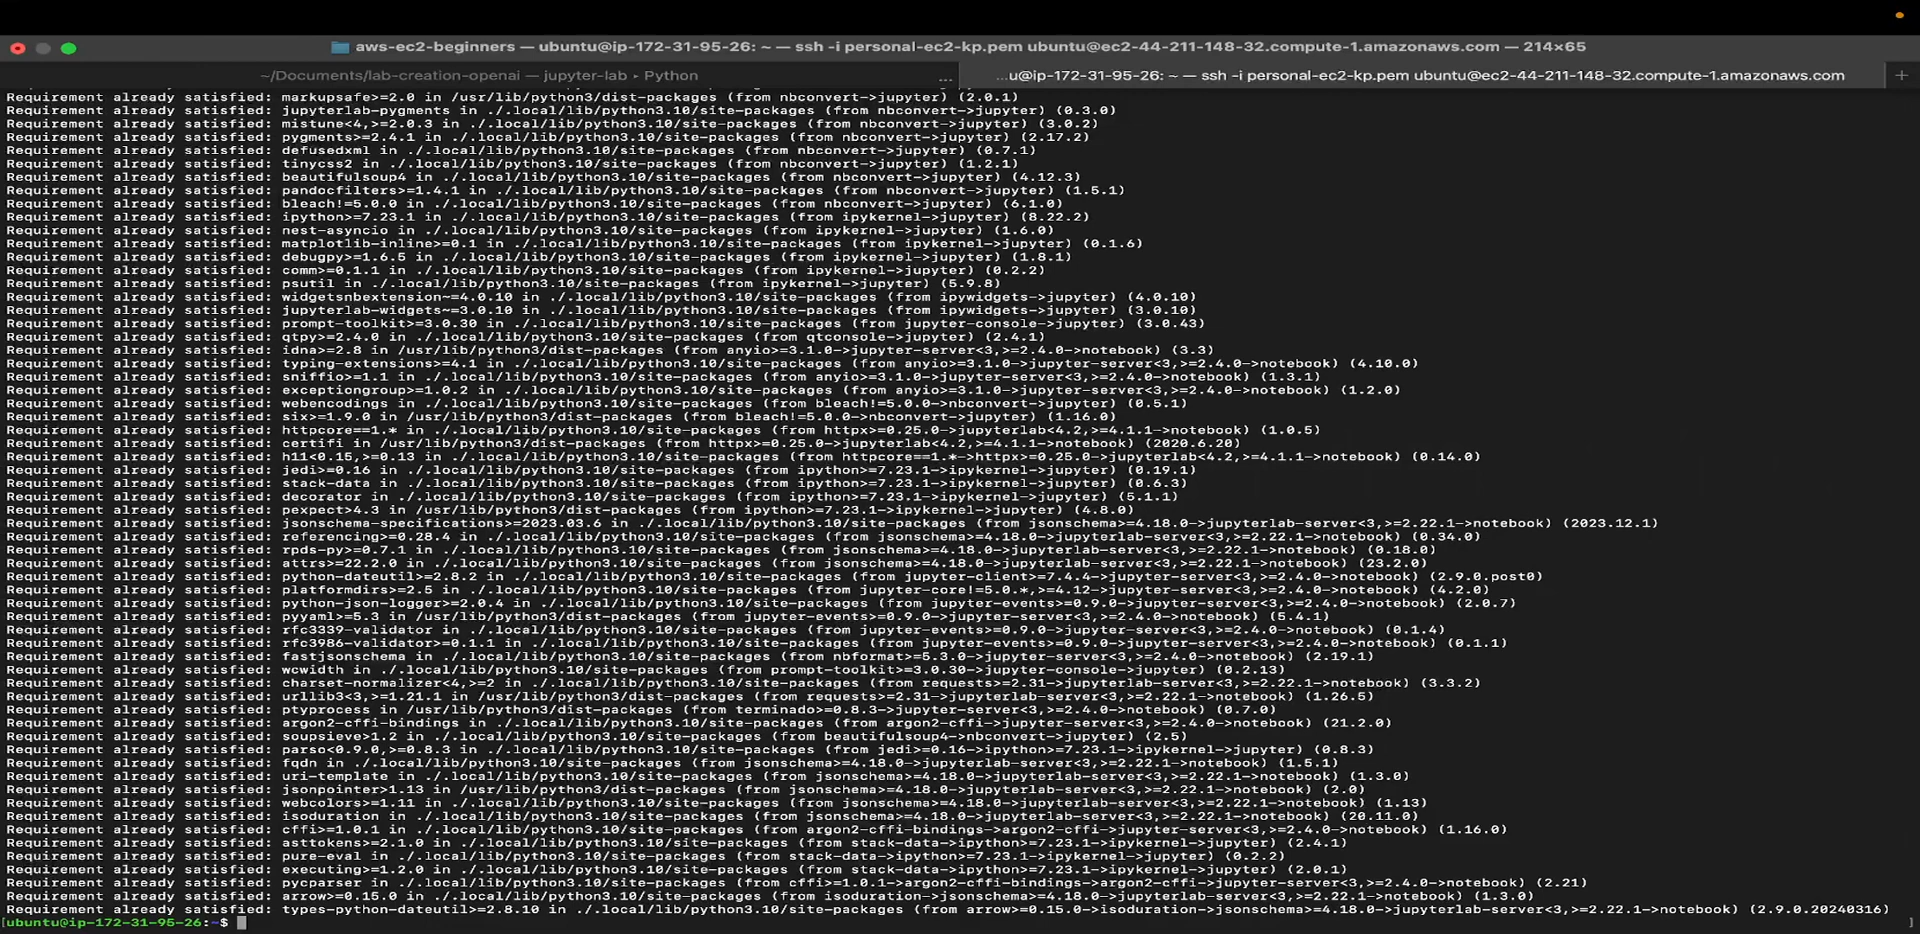 aws-ec2-beginners — ubuntu@ip-172-31-95-26: ~ — ssh -i personal-ec2-kp.pem ubuntu@ec2-44-211-148-32.compute-1.amazonaws.com — 214×65
~/Documents/lab-creation-openai — jupyter-lab ▸ Python ... ...u@ip-172-31-95-26: ~ — ssh -i personal-ec2-kp.pem ubuntu@ec2-44-211-148-32.compute-1.amazonaws.com +
Requirement already satisfied: markupsafe>=2.0 in /usr/lib/python3/dist-packages (from nbconvert->jupyter) (2.0.1)
Requirement already satisfied: jupyterlab-pygments in ./.local/lib/python3.10/site-packages (from nbconvert->jupyter) (0.3.0)
Requirement already satisfied: mistune<4,>=2.0.3 in ./.local/lib/python3.10/site-packages (from nbconvert->jupyter) (3.0.2)
Requirement already satisfied: pygments>=2.4.1 in ./.local/lib/python3.10/site-packages (from nbconvert->jupyter) (2.17.2)
Requirement already satisfied: defusedxml in ./.local/lib/python3.10/site-packages (from nbconvert->jupyter) (0.7.1)
Requirement already satisfied: tinycss2 in ./.local/lib/python3.10/site-packages (from nbconvert->jupyter) (1.2.1)
Requirement already satisfied: beautifulsoup4 in ./.local/lib/python3.10/site-packages (from nbconvert->jupyter) (4.12.3)
Requirement already satisfied: pandocfilters>=1.4.1 in ./.local/lib/python3.10/site-packages (from nbconvert->jupyter) (1.5.1)
Requirement already satisfied: bleach!=5.0.0 in ./.local/lib/python3.10/site-packages (from nbconvert->jupyter) (6.1.0)
Requirement already satisfied: ipython>=7.23.1 in ./.local/lib/python3.10/site-packages (from ipykernel->jupyter) (8.22.2)
Requirement already satisfied: nest-asyncio in ./.local/lib/python3.10/site-packages (from ipykernel->jupyter) (1.6.0)
Requirement already satisfied: matplotlib-inline>=0.1 in ./.local/lib/python3.10/site-packages (from ipykernel->jupyter) (0.1.6)
Requirement already satisfied: debugpy>=1.6.5 in ./.local/lib/python3.10/site-packages (from ipykernel->jupyter) (1.8.1)
Requirement already satisfied: comm>=0.1.1 in ./.local/lib/python3.10/site-packages (from ipykernel->jupyter) (0.2.2)
Requirement already satisfied: psutil in ./.local/lib/python3.10/site-packages (from ipykernel->jupyter) (5.9.8)
Requirement already satisfied: widgetsnbextension~=4.0.10 in ./.local/lib/python3.10/site-packages (from ipywidgets->jupyter) (4.0.10)
Requirement already satisfied: jupyterlab-widgets~=3.0.10 in ./.local/lib/python3.10/site-packages (from ipywidgets->jupyter) (3.0.10)
Requirement already satisfied: prompt-toolkit>=3.0.30 in ./.local/lib/python3.10/site-packages (from jupyter-console->jupyter) (3.0.43)
Requirement already satisfied: qtpy>=2.4.0 in ./.local/lib/python3.10/site-packages (from qtconsole->jupyter) (2.4.1)
Requirement already satisfied: idna>=2.8 in /usr/lib/python3/dist-packages (from anyio>=3.1.0->jupyter-server<3,>=2.4.0->notebook) (3.3)
Requirement already satisfied: typing-extensions>=4.1 in ./.local/lib/python3.10/site-packages (from anyio>=3.1.0->jupyter-server<3,>=2.4.0->notebook) (4.10.0)
Requirement already satisfied: sniffio>=1.1 in ./.local/lib/python3.10/site-packages (from anyio>=3.1.0->jupyter-server<3,>=2.4.0->notebook) (1.3.1)
Requirement already satisfied: exceptiongroup>=1.0.2 in ./.local/lib/python3.10/site-packages (from anyio>=3.1.0->jupyter-server<3,>=2.4.0->notebook) (1.2.0)
Requirement already satisfied: webencodings in ./.local/lib/python3.10/site-packages (from bleach!=5.0.0->nbconvert->jupyter) (0.5.1)
Requirement already satisfied: six>=1.9.0 in /usr/lib/python3/dist-packages (from bleach!=5.0.0->nbconvert->jupyter) (1.16.0)
Requirement already satisfied: httpcore==1.* in ./.local/lib/python3.10/site-packages (from httpx>=0.25.0->jupyterlab<4.2,>=4.1.1->notebook) (1.0.5)
Requirement already satisfied: certifi in /usr/lib/python3/dist-packages (from httpx>=0.25.0->jupyterlab<4.2,>=4.1.1->notebook) (2020.6.20)
Requirement already satisfied: h11<0.15,>=0.13 in ./.local/lib/python3.10/site-packages (from httpcore==1.*->httpx>=0.25.0->jupyterlab<4.2,>=4.1.1->notebook) (0.14.0)
Requirement already satisfied: jedi>=0.16 in ./.local/lib/python3.10/site-packages (from ipython>=7.23.1->ipykernel->jupyter) (0.19.1)
Requirement already satisfied: stack-data in ./.local/lib/python3.10/site-packages (from ipython>=7.23.1->ipykernel->jupyter) (0.6.3)
Requirement already satisfied: decorator in ./.local/lib/python3.10/site-packages (from ipython>=7.23.1->ipykernel->jupyter) (5.1.1)
Requirement already satisfied: pexpect>4.3 in /usr/lib/python3/dist-packages (from ipython>=7.23.1->ipykernel->jupyter) (4.8.0)
Requirement already satisfied: jsonschema-specifications>=2023.03.6 in ./.local/lib/python3.10/site-packages (from jsonschema>=4.18.0->jupyterlab-server<3,>=2.22.1->notebook) (2023.12.1)
Requirement already satisfied: referencing>=0.28.4 in ./.local/lib/python3.10/site-packages (from jsonschema>=4.18.0->jupyterlab-server<3,>=2.22.1->notebook) (0.34.0)
Requirement already satisfied: rpds-py>=0.7.1 in ./.local/lib/python3.10/site-packages (from jsonschema>=4.18.0->jupyterlab-server<3,>=2.22.1->notebook) (0.18.0)
Requirement already satisfied: attrs>=22.2.0 in ./.local/lib/python3.10/site-packages (from jsonschema>=4.18.0->jupyterlab-server<3,>=2.22.1->notebook) (23.2.0)
Requirement already satisfied: python-dateutil>=2.8.2 in ./.local/lib/python3.10/site-packages (from jupyter-client>=7.4.4->jupyter-server<3,>=2.4.0->notebook) (2.9.0.post0)
Requirement already satisfied: platformdirs>=2.5 in ./.local/lib/python3.10/site-packages (from jupyter-core!=5.0.*,>=4.12->jupyter-server<3,>=2.4.0->notebook) (4.2.0)
Requirement already satisfied: python-json-logger>=2.0.4 in ./.local/lib/python3.10/site-packages (from jupyter-events>=0.9.0->jupyter-server<3,>=2.4.0->notebook) (2.0.7)
Requirement already satisfied: pyyaml>=5.3 in /usr/lib/python3/dist-packages (from jupyter-events>=0.9.0->jupyter-server<3,>=2.4.0->notebook) (5.4.1)
Requirement already satisfied: rfc3339-validator in ./.local/lib/python3.10/site-packages (from jupyter-events>=0.9.0->jupyter-server<3,>=2.4.0->notebook) (0.1.4)
Requirement already satisfied: rfc3986-validator>=0.1.1 in ./.local/lib/python3.10/site-packages (from jupyter-events>=0.9.0->jupyter-server<3,>=2.4.0->notebook) (0.1.1)
Requirement already satisfied: fastjsonschema in ./.local/lib/python3.10/site-packages (from nbformat>=5.3.0->jupyter-server<3,>=2.4.0->notebook) (2.19.1)
Requirement already satisfied: wcwidth in ./.local/lib/python3.10/site-packages (from prompt-toolkit>=3.0.30->jupyter-console->jupyter) (0.2.13)
Requirement already satisfied: charset-normalizer<4,>=2 in ./.local/lib/python3.10/site-packages (from requests>=2.31->jupyterlab-server<3,>=2.22.1->notebook) (3.3.2)
Requirement already satisfied: urllib3<3,>=1.21.1 in /usr/lib/python3/dist-packages (from requests>=2.31->jupyterlab-server<3,>=2.22.1->notebook) (1.26.5)
Requirement already satisfied: ptyprocess in /usr/lib/python3/dist-packages (from terminado>=0.8.3->jupyter-server<3,>=2.4.0->notebook) (0.7.0)
Requirement already satisfied: argon2-cffi-bindings in ./.local/lib/python3.10/site-packages (from argon2-cffi->jupyter-server<3,>=2.4.0->notebook) (21.2.0)
Requirement already satisfied: soupsieve>1.2 in ./.local/lib/python3.10/site-packages (from beautifulsoup4->nbconvert->jupyter) (2.5)
Requirement already satisfied: parso<0.9.0,>=0.8.3 in ./.local/lib/python3.10/site-packages (from jedi>=0.16->ipython>=7.23.1->ipykernel->jupyter) (0.8.3)
Requirement already satisfied: fqdn in ./.local/lib/python3.10/site-packages (from jsonschema>=4.18.0->jupyterlab-server<3,>=2.22.1->notebook) (1.5.1)
Requirement already satisfied: uri-template in ./.local/lib/python3.10/site-packages (from jsonschema>=4.18.0->jupyterlab-server<3,>=2.22.1->notebook) (1.3.0)
Requirement already satisfied: jsonpointer>1.13 in /usr/lib/python3/dist-packages (from jsonschema>=4.18.0->jupyterlab-server<3,>=2.22.1->notebook) (2.0)
Requirement already satisfied: webcolors>=1.11 in ./.local/lib/python3.10/site-packages (from jsonschema>=4.18.0->jupyterlab-server<3,>=2.22.1->notebook) (1.13)
Requirement already satisfied: isoduration in ./.local/lib/python3.10/site-packages (from jsonschema>=4.18.0->jupyterlab-server<3,>=2.22.1->notebook) (20.11.0)
Requirement already satisfied: cffi>=1.0.1 in ./.local/lib/python3.10/site-packages (from argon2-cffi-bindings->argon2-cffi->jupyter-server<3,>=2.4.0->notebook) (1.16.0)
Requirement already satisfied: asttokens>=2.1.0 in ./.local/lib/python3.10/site-packages (from stack-data->ipython>=7.23.1->ipykernel->jupyter) (2.4.1)
Requirement already satisfied: pure-eval in ./.local/lib/python3.10/site-packages (from stack-data->ipython>=7.23.1->ipykernel->jupyter) (0.2.2)
Requirement already satisfied: executing>=1.2.0 in ./.local/lib/python3.10/site-packages (from stack-data->ipython>=7.23.1->ipykernel->jupyter) (2.0.1)
Requirement already satisfied: pycparser in ./.local/lib/python3.10/site-packages (from cffi>=1.0.1->argon2-cffi-bindings->argon2-cffi->jupyter-server<3,>=2.4.0->notebook) (2.21)
Requirement already satisfied: arrow>=0.15.0 in ./.local/lib/python3.10/site-packages (from isoduration->jsonschema>=4.18.0->jupyterlab-server<3,>=2.22.1->notebook) (1.3.0)
Requirement already satisfied: types-python-dateutil>=2.8.10 in ./.local/lib/python3.10/site-packages (from arrow>=0.15.0->isoduration->jsonschema>=4.18.0->jupyterlab-server<3,>=2.22.1->notebook) (2.9.0.20240316)
[ubuntu@ip-172-31-95-26:~$ ]